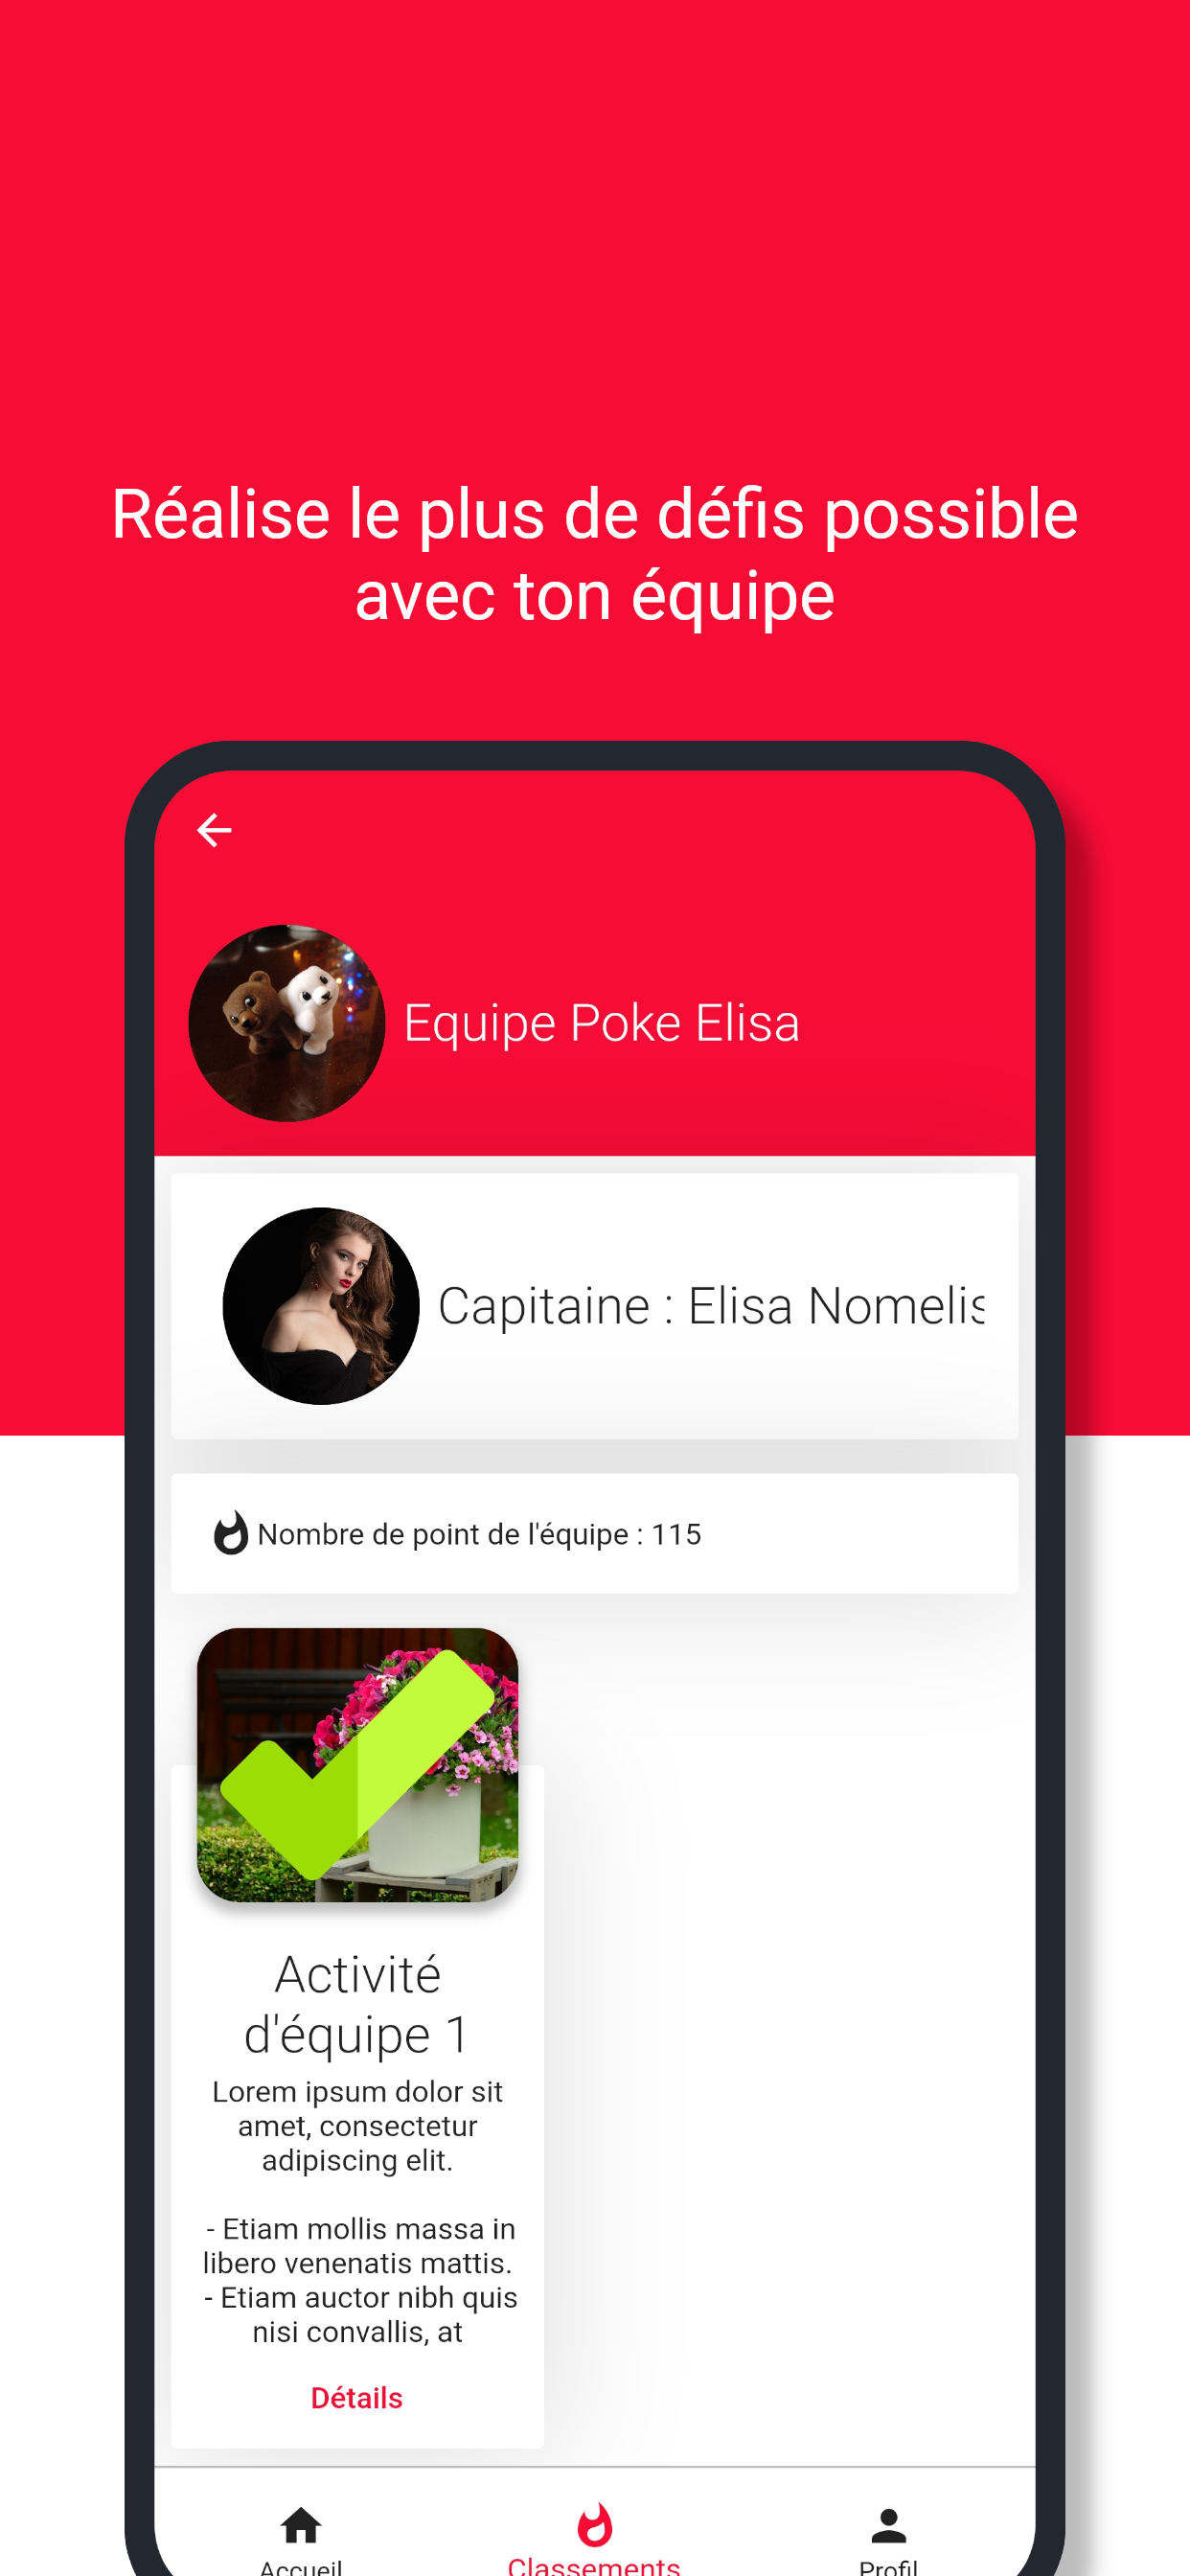 Réalise le plus de défis possible
avec ton équipe
Equipe Poke Elisa
Capitaine : Elisa Nomelis
Nombre de point de l'équipe : 115
Activité
d'équipe 1
Lorem ipsum dolor sit
amet, consectetur
adipiscing elit.
- Etiam mollis massa in
libero venenatis mattis.
- Etiam auctor nibh quis
nisi convallis, at
Détails
Accueil
Classements
Profil